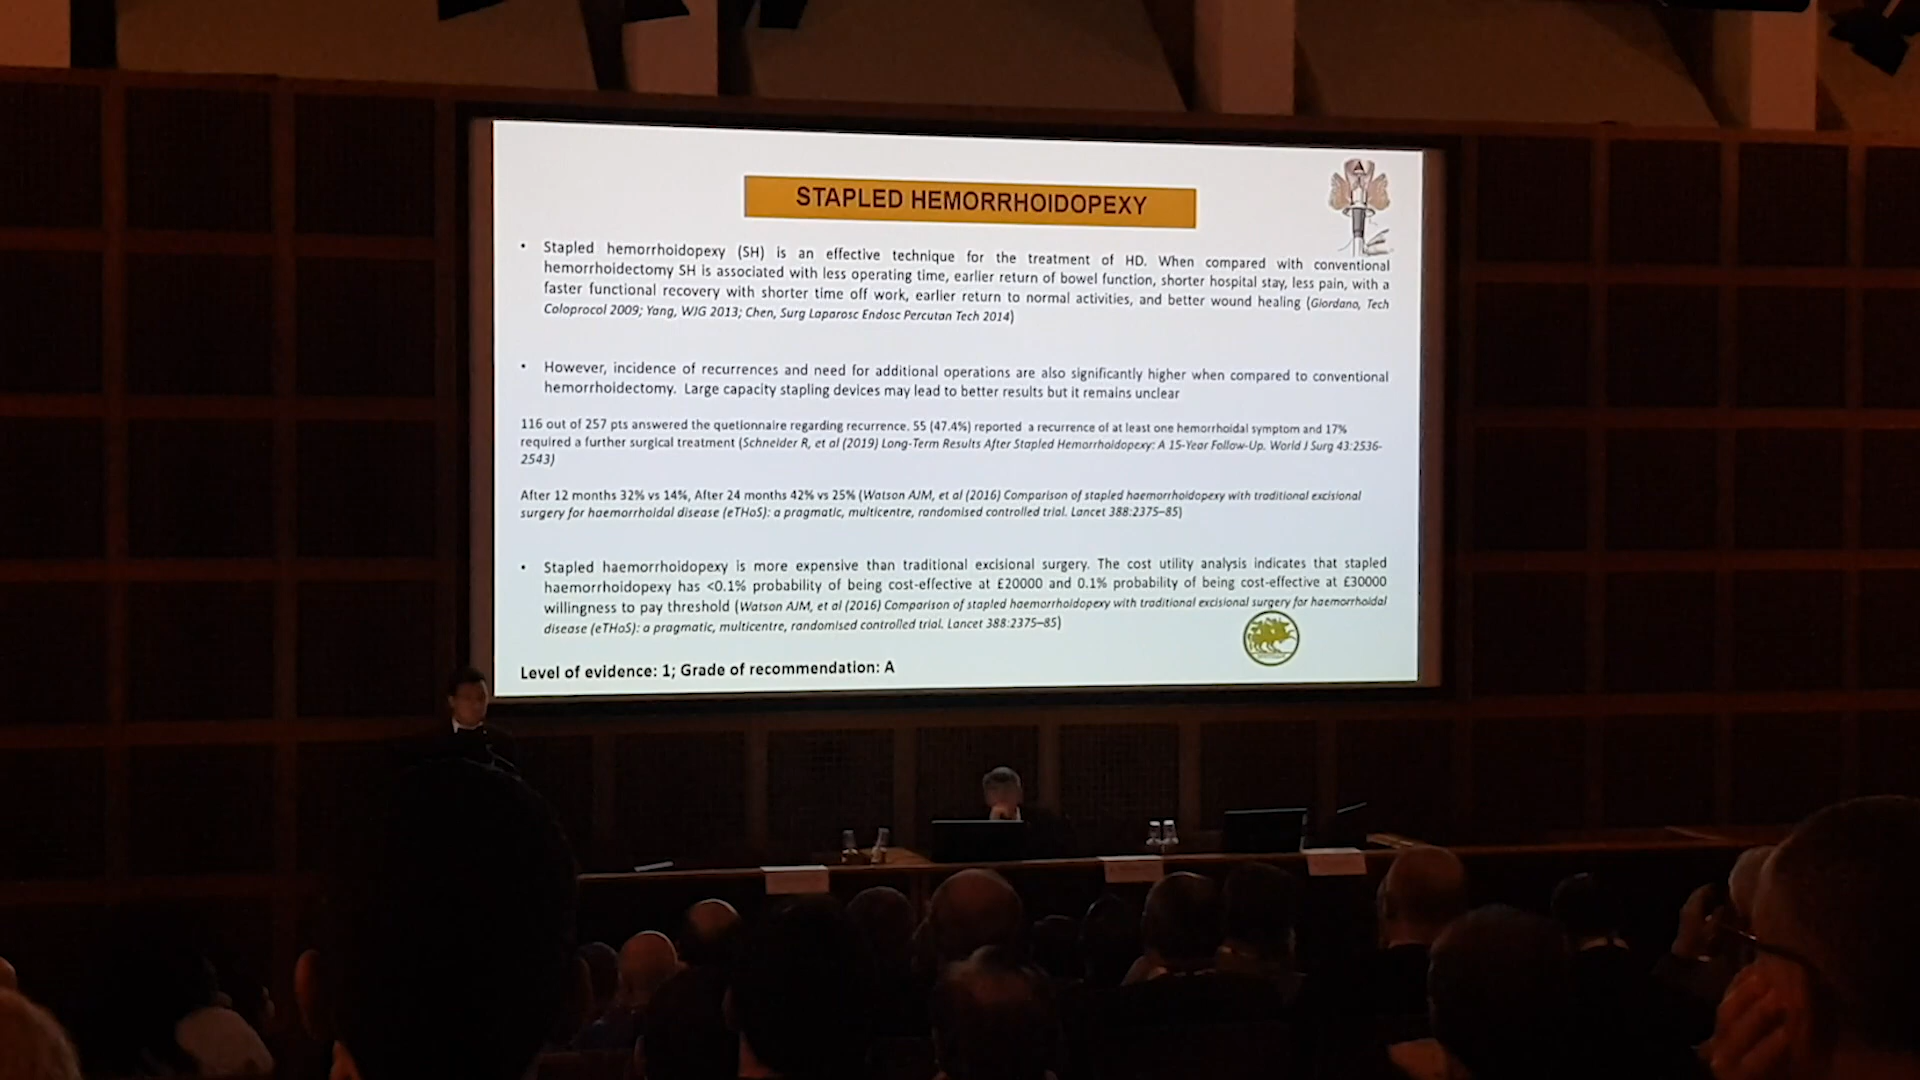 STAPLED HEMORRHOIDOPEXY
• Stapled hemorrhoidopexy (SH) is an effective technique for the treatment of HD. When compared with conventional
hemorrhoidectomy SH is associated with less operating time, earlier return of bowel function, shorter hospital stay, less pain, with a
faster functional recovery with shorter time off work, earlier return to normal activities, and better wound healing (Giordano, Tech
Coloproctol 2009; Yang, WJG 2013; Chen, Surg Laparosc Endosc Percutan Tech 2014)
• However, incidence of recurrences and need for additional operations are also significantly higher when compared to conventional
hemorrhoidectomy. Large capacity stapling devices may lead to better results but it remains unclear
116 out of 257 pts answered the quetionnaire regarding recurrence. 55 (47.4%) reported a recurrence of at least one hemorrhoidal symptom and 17%
required a further surgical treatment (Schneider R, et al (2019) Long-Term Results After Stapled Hemorrhoidopexy: A 15-Year Follow-Up. World J Surg 43:2536-
2543)
After 12 months 32% vs 14%, After 24 months 42% vs 25% (Watson AJM, et al (2016) Comparison of stapled haemorrhoidopexy with traditional excisional
surgery for haemorrhoidal disease (eTHoS): a pragmatic, multicentre, randomised controlled trial. Lancet 388:2375–85)
• Stapled haemorrhoidopexy is more expensive than traditional excisional surgery. The cost utility analysis indicates that stapled
haemorrhoidopexy has <0.1% probability of being cost-effective at £20000 and 0.1% probability of being cost-effective at £30000
willingness to pay threshold (Watson AJM, et al (2016) Comparison of stapled haemorrhoidopexy with traditional excisional surgery for haemorrhoidal
disease (eTHoS): a pragmatic, multicentre, randomised controlled trial. Lancet 388:2375–85)
Level of evidence: 1; Grade of recommendation: A